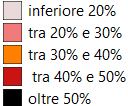 inferiore 20%
tra 20% e 30%
tra 30% e 40%
tra 40% e 50%
oltre 50%